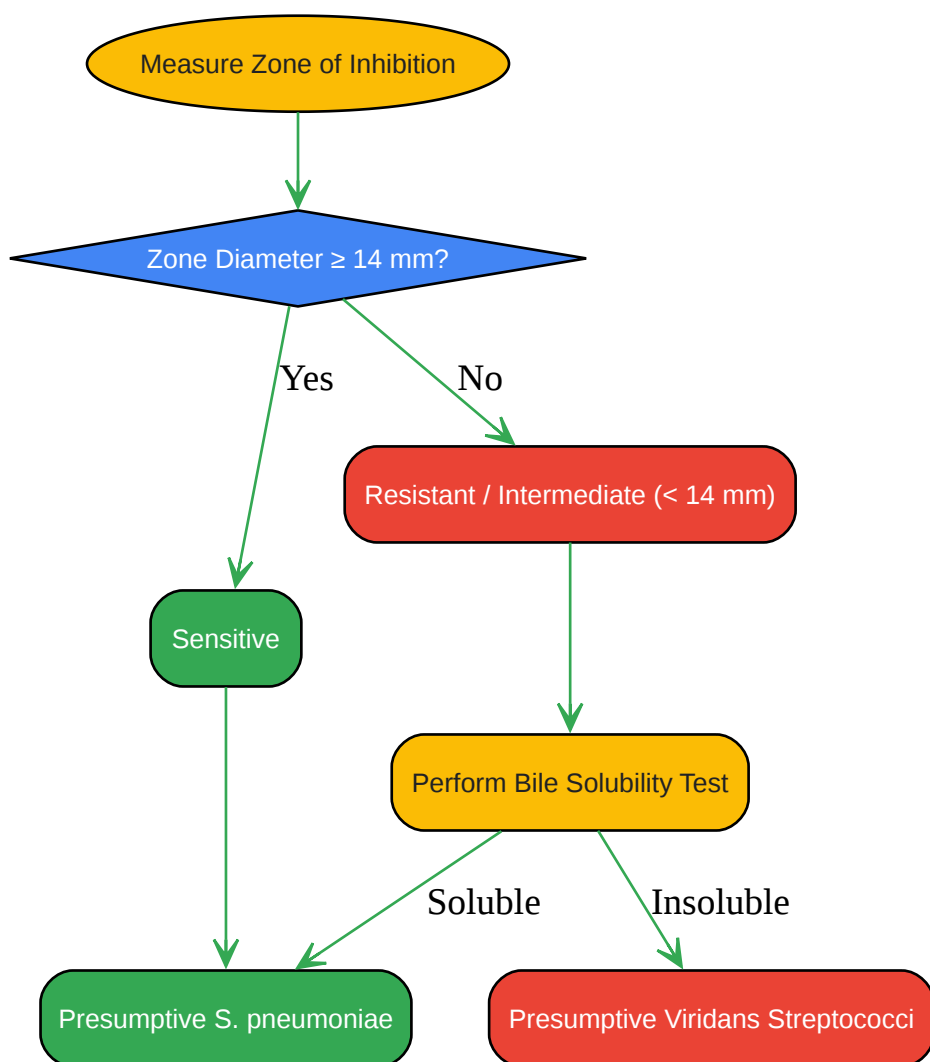 Measure Zone of Inhibition
Zone Diameter ≥ 14 mm?
Yes
No
Resistant / Intermediate (< 14 mm)
Sensitive
Perform Bile Solubility Test
Soluble
Insoluble
Presumptive S. pneumoniae
Presumptive Viridans Streptococci